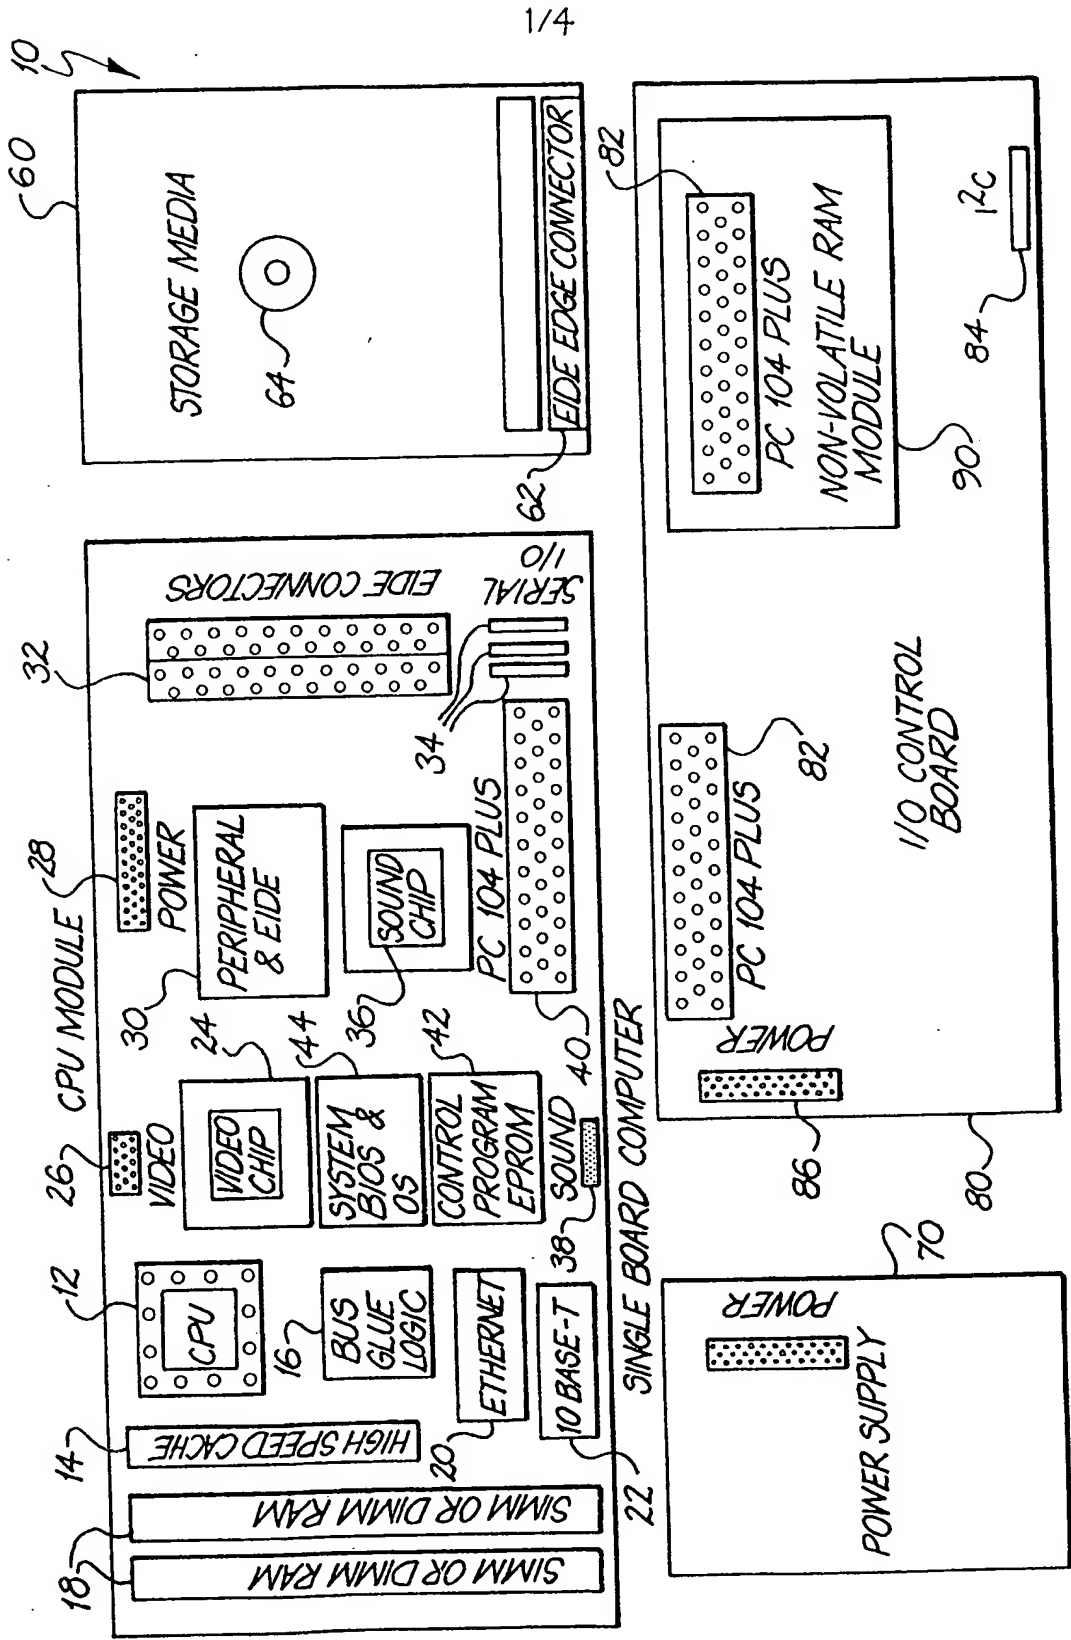 1/4
10
60
STORAGE MEDIA
64
EIDE EDGE CONNECTOR
62
CPU MODULE
18
SIMM OR DIMM RAM
SIMM OR DIMM RAM
14
HIGH SPEED CACHE
12
CPU
16
BUS
GLUE
LOGIC
20
ETHERNET
22
10 BASE-T
26
VIDEO
24
VIDEO
CHIP
44
SYSTEM
BIOS &
OS
42
CONTROL
PROGRAM
EPROM
38
SOUND
28
POWER
30
PERIPHERAL
& EIDE
36
SOUND
CHIP
PC 104 PLUS
40
32
EIDE CONNECTORS
34
SERIAL
I/O
SINGLE BOARD COMPUTER
70
POWER
POWER SUPPLY
80
86
POWER
82
PC 104 PLUS
I/O CONTROL
BOARD
82
PC 104 PLUS
NON-VOLATILE RAM
MODULE
90
84
I²C